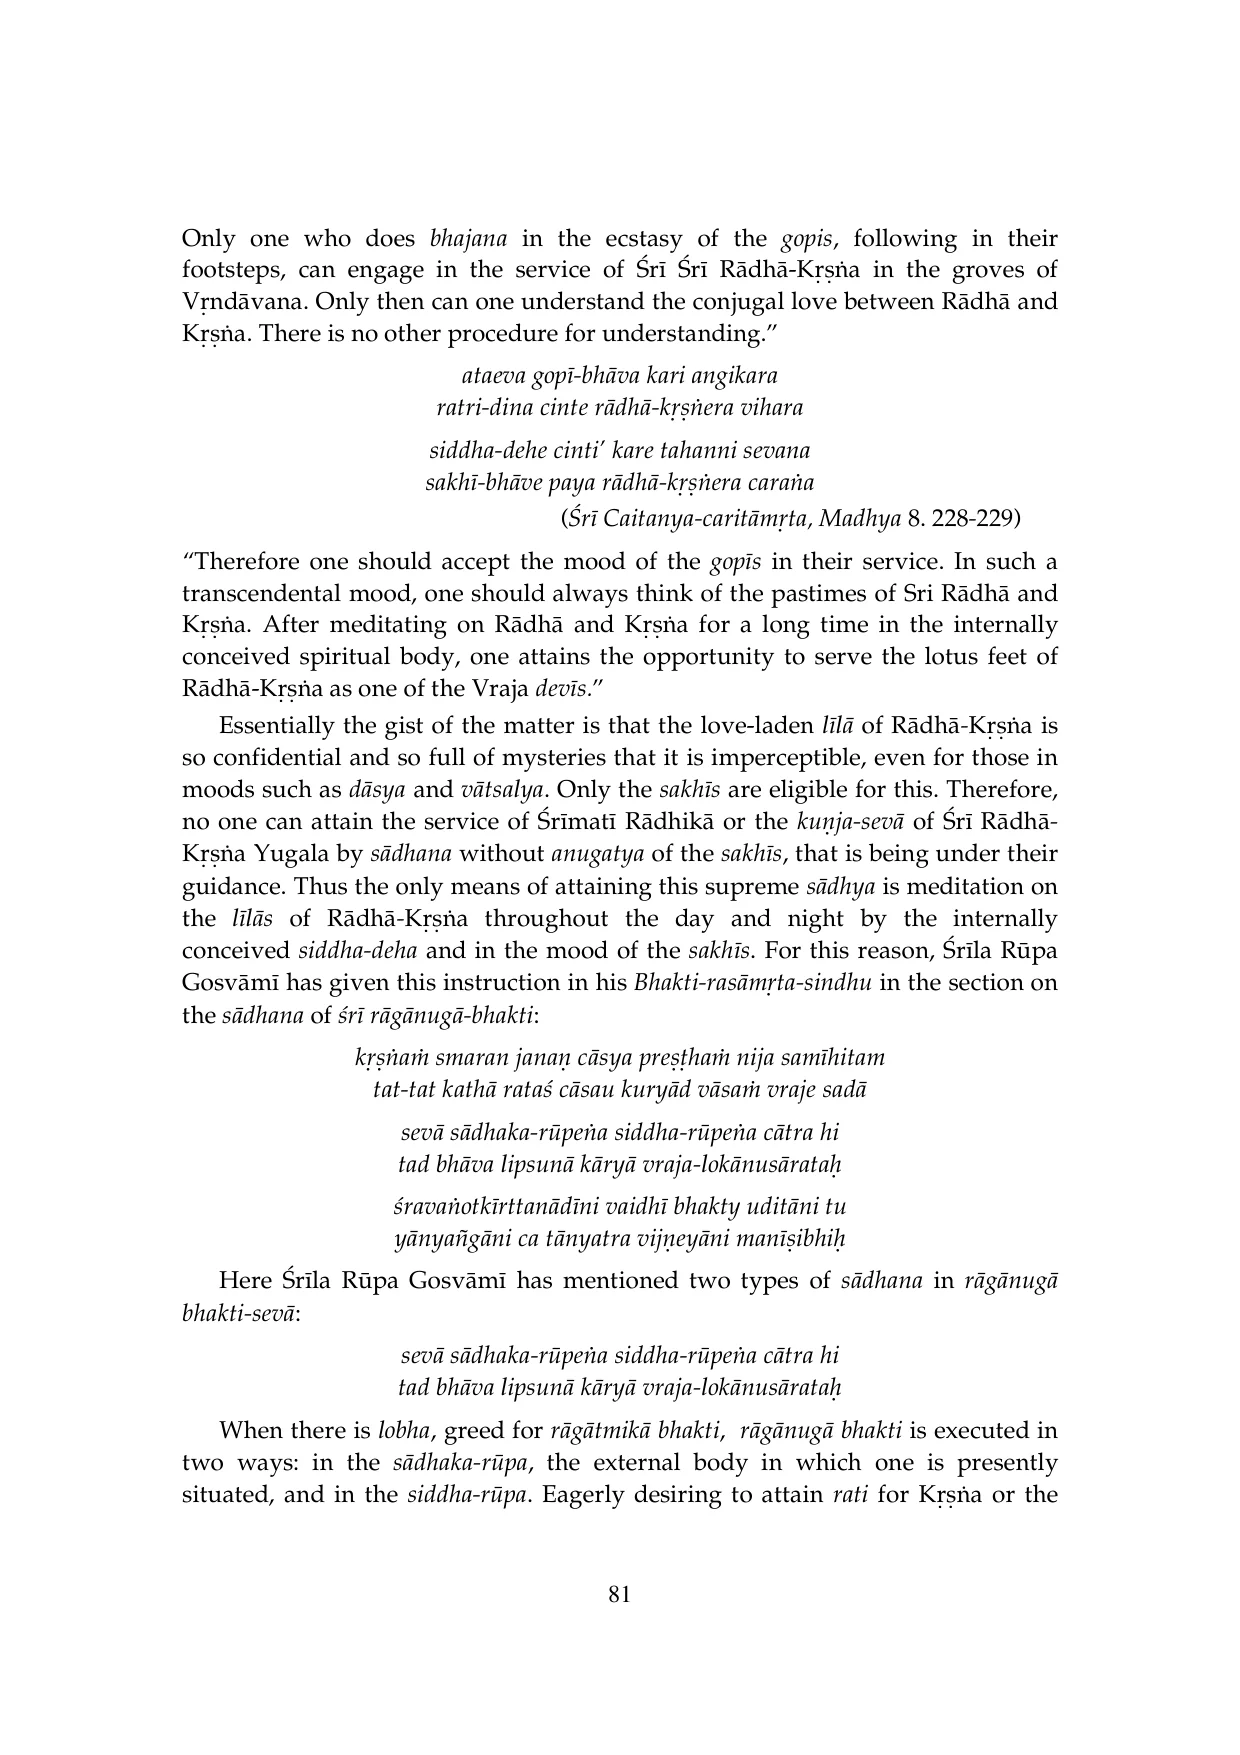 Only one who does bhajana in the ecstasy of the gopis, following in their
footsteps, can engage in the service of Śrī Śrī Rādhā-Kṛṣṅa in the groves of
Vṛndāvana. Only then can one understand the conjugal love between Rādhā and
Kṛṣṅa. There is no other procedure for understanding.”
ataeva gopī-bhāva kari angikara
ratri-dina cinte rādhā-kṛṣṅera vihara
siddha-dehe cinti’ kare tahanni sevana
sakhī-bhāve paya rādhā-kṛṣṅera caraṅa
(Śrī Caitanya-caritāmṛta, Madhya 8. 228-229)
“Therefore one should accept the mood of the gopīs in their service. In such a
transcendental mood, one should always think of the pastimes of Sri Rādhā and
Kṛṣṅa. After meditating on Rādhā and Kṛṣṅa for a long time in the internally
conceived spiritual body, one attains the opportunity to serve the lotus feet of
Rādhā-Kṛṣṅa as one of the Vraja devīs.”
Essentially the gist of the matter is that the love-laden līlā of Rādhā-Kṛṣṅa is
so confidential and so full of mysteries that it is imperceptible, even for those in
moods such as dāsya and vātsalya. Only the sakhīs are eligible for this. Therefore,
no one can attain the service of Śrīmatī Rādhikā or the kuṇja-sevā of Śrī Rādhā-
Kṛṣṅa Yugala by sādhana without anugatya of the sakhīs, that is being under their
guidance. Thus the only means of attaining this supreme sādhya is meditation on
the līlās of Rādhā-Kṛṣṅa throughout the day and night by the internally
conceived siddha-deha and in the mood of the sakhīs. For this reason, Śrīla Rūpa
Gosvāmī has given this instruction in his Bhakti-rasāmṛta-sindhu in the section on
the sādhana of śrī rāgānugā-bhakti:
kṛṣṅaṁ smaran janaṇ cāsya preṣṭhaṁ nija samīhitam
tat-tat kathā rataś cāsau kuryād vāsaṁ vraje sadā
sevā sādhaka-rūpeṅa siddha-rūpeṅa cātra hi
tad bhāva lipsunā kāryā vraja-lokānusārataḥ
śravaṅotkīrttanādīni vaidhī bhakty uditāni tu
yānyañgāni ca tānyatra vijṇeyāni manīṣibhiḥ
Here Śrīla Rūpa Gosvāmī has mentioned two types of sādhana in rāgānugā
bhakti-sevā:
sevā sādhaka-rūpeṅa siddha-rūpeṅa cātra hi
tad bhāva lipsunā kāryā vraja-lokānusārataḥ
When there is lobha, greed for rāgātmikā bhakti, rāgānugā bhakti is executed in
two ways: in the sādhaka-rūpa, the external body in which one is presently
situated, and in the siddha-rūpa. Eagerly desiring to attain rati for Kṛṣṅa or the
81